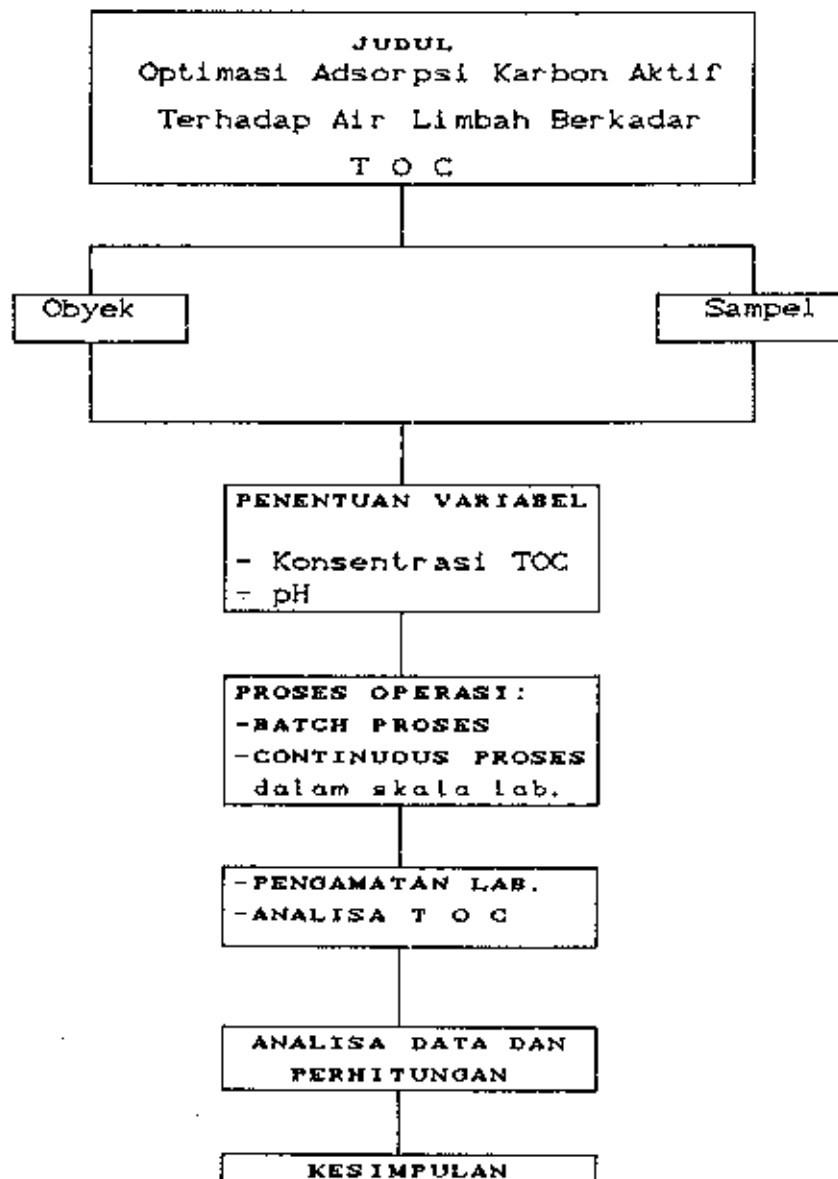 JUDUL
Optimasi Adsorpsi Karbon Aktif
Terhadap Air Limbah Berkadar
T O C
Obyek
Sampel
PENENTUAN VARIABEL
- Konsentrasi TOC
- pH
PROSES OPERASI:
-BATCH PROSES
-CONTINUOUS PROSES
dalam skala lab.
-PENGAMATAN LAB.
-ANALISA T O C
ANALISA DATA DAN
PERHITUNGAN
KESIMPULAN